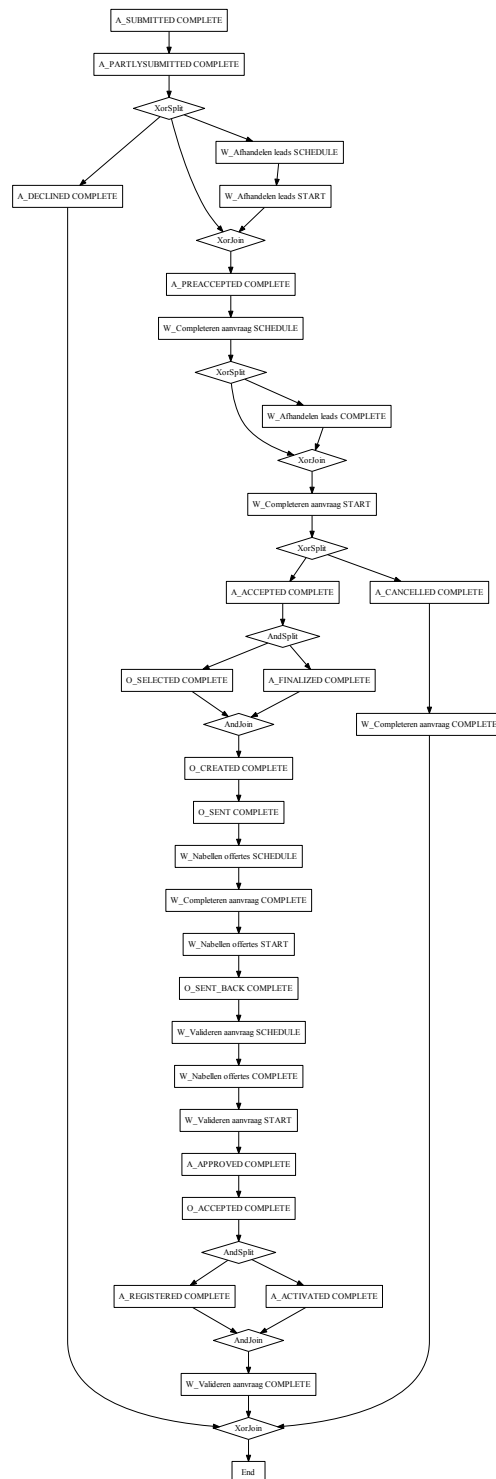 A_SUBMITTED COMPLETE
A_PARTLYSUBMITTED COMPLETE
XorSplit
W_Afhandelen leads SCHEDULE
A_DECLINED COMPLETE
W_Afhandelen leads START
XorJoin
A_PREACCEPTED COMPLETE
W_Completeren aanvraag SCHEDULE
XorSplit
W_Afhandelen leads COMPLETE
XorJoin
W_Completeren aanvraag START
XorSplit
A_ACCEPTED COMPLETE
A_CANCELLED COMPLETE
AndSplit
O_SELECTED COMPLETE
A_FINALIZED COMPLETE
AndJoin
W_Completeren aanvraag COMPLETE
O_CREATED COMPLETE
O_SENT COMPLETE
W_Nabellen offertes SCHEDULE
W_Completeren aanvraag COMPLETE
W_Nabellen offertes START
O_SENT_BACK COMPLETE
W_Valideren aanvraag SCHEDULE
W_Nabellen offertes COMPLETE
W_Valideren aanvraag START
A_APPROVED COMPLETE
O_ACCEPTED COMPLETE
AndSplit
A_REGISTERED COMPLETE
A_ACTIVATED COMPLETE
AndJoin
W_Valideren aanvraag COMPLETE
XorJoin
End